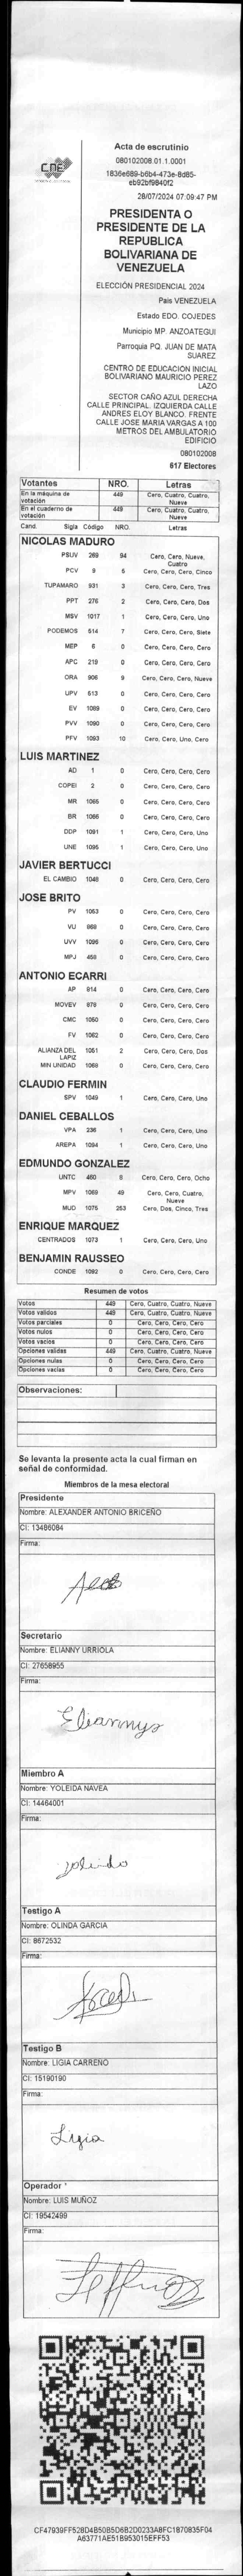 CNE
Acta de escrutinio
080102008.01.1.0001
1836e689-b6b4-473e-8d85-
eb92bf9840f2
28/07/2024 07:09:47 PM
PRESIDENTA O
PRESIDENTE DE LA
REPUBLICA
BOLIVARIANA DE
VENEZUELA
ELECCIÓN PRESIDENCIAL 2024
País VENEZUELA
Estado EDO. COJEDES
Municipio MP. ANZOATEGUI
Parroquia PQ. JUAN DE MATA
SUAREZ
CENTRO DE EDUCACION INICIAL
BOLIVARIANO MAURICIO PEREZ
LAZO
SECTOR CAÑO AZUL DERECHA
CALLE PRINCIPAL. IZQUIERDA CALLE
ANDRES ELOY BLANCO. FRENTE
CALLE JOSE MARIA VARGAS A 100
METROS DEL AMBULATORIO
EDIFICIO
080102008
617 Electores
Votantes NRO. Letras
En la máquina de votación 449 Cero, Cuatro, Cuatro, Nueve
En el cuaderno de votación 449 Cero, Cuatro, Cuatro, Nueve
Cand. Sigla Código NRO. Letras
NICOLAS MADURO
PSUV 269 94 Cero, Cero, Nueve, Cuatro
PCV 9 5 Cero, Cero, Cero, Cinco
TUPAMARO 931 3 Cero, Cero, Cero, Tres
PPT 276 2 Cero, Cero, Cero, Dos
MSV 1017 1 Cero, Cero, Cero, Uno
PODEMOS 514 7 Cero, Cero, Cero, Siete
MEP 6 0 Cero, Cero, Cero, Cero
APC 219 0 Cero, Cero, Cero, Cero
ORA 906 9 Cero, Cero, Cero, Nueve
UPV 513 0 Cero, Cero, Cero, Cero
EV 1089 0 Cero, Cero, Cero, Cero
PVV 1090 0 Cero, Cero, Cero, Cero
PFV 1093 10 Cero, Cero, Uno, Cero
LUIS MARTINEZ
AD 1 0 Cero, Cero, Cero, Cero
COPEI 2 0 Cero, Cero, Cero, Cero
MR 1065 0 Cero, Cero, Cero, Cero
BR 1066 0 Cero, Cero, Cero, Cero
DDP 1091 1 Cero, Cero, Cero, Uno
UNE 1095 1 Cero, Cero, Cero, Uno
JAVIER BERTUCCI
EL CAMBIO 1048 0 Cero, Cero, Cero, Cero
JOSE BRITO
PV 1053 0 Cero, Cero, Cero, Cero
VU 969 0 Cero, Cero, Cero, Cero
UVV 1096 0 Cero, Cero, Cero, Cero
MPJ 459 0 Cero, Cero, Cero, Cero
ANTONIO ECARRI
AP 914 0 Cero, Cero, Cero, Cero
MOVEV 979 0 Cero, Cero, Cero, Cero
CMC 1050 0 Cero, Cero, Cero, Cero
FV 1062 0 Cero, Cero, Cero, Cero
ALIANZA DEL LAPIZ 1051 2 Cero, Cero, Cero, Dos
MIN UNIDAD 1068 0 Cero, Cero, Cero, Cero
CLAUDIO FERMIN
SPV 1049 1 Cero, Cero, Cero, Uno
DANIEL CEBALLOS
VPA 236 1 Cero, Cero, Cero, Uno
AREPA 1094 1 Cero, Cero, Cero, Uno
EDMUNDO GONZALEZ
UNTC 460 8 Cero, Cero, Cero, Ocho
MPV 1069 49 Cero, Cero, Cuatro, Nueve
MUD 1075 253 Cero, Dos, Cinco, Tres
ENRIQUE MARQUEZ
CENTRADOS 1073 1 Cero, Cero, Cero, Uno
BENJAMIN RAUSSEO
CONDE 1092 0 Cero, Cero, Cero, Cero
Resumen de votos
Votos 449 Cero, Cuatro, Cuatro, Nueve
Votos validos 449 Cero, Cuatro, Cuatro, Nueve
Votos parciales 0 Cero, Cero, Cero, Cero
Votos nulos 0 Cero, Cero, Cero, Cero
Votos vacios 0 Cero, Cero, Cero, Cero
Opciones validas 449 Cero, Cuatro, Cuatro, Nueve
Opciones nulas 0 Cero, Cero, Cero, Cero
Opciones vacias 0 Cero, Cero, Cero, Cero
Observaciones:
Se levanta la presente acta la cual firman en
señal de conformidad.
Miembros de la mesa electoral
Presidente
Nombre: ALEXANDER ANTONIO BRICEÑO
CI: 13486084
Firma:
Secretario
Nombre: ELIANNY URRIOLA
CI: 27658955
Firma:
Eliannys
Miembro A
Nombre: YOLEIDA NAVEA
CI: 14464001
Firma:
Testigo A
Nombre: OLINDA GARCIA
CI: 8672532
Firma:
Testigo B
Nombre: LIGIA CARREÑO
CI: 15190190
Firma:
Ligia
Operador
Nombre: LUIS MUÑOZ
CI: 19542499
Firma:
CF47939FF528D4B50B5D6B2D0233A8FC1870835F04
A63771AE51B953015EFF53